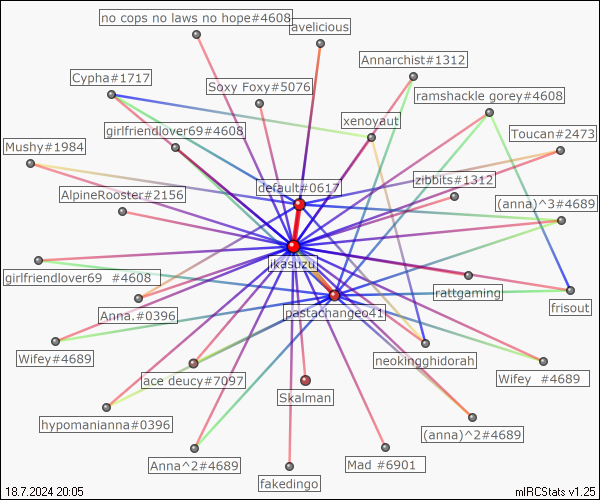 no cops no laws no hope#4608
avelicious
Annarchist#1312
Cypha#1717
Soxy Foxy#5076
ramshackle gorey#4608
girlfriendlover69#4608
xenoyaut
Toucan#2473
Mushy#1984
default#0617
zibbits#1312
AlpineRooster#2156
(anna)^3#4689
ikasuzu
girlfriendlover69 _#4608
rattgaming
frisout
Anna.#0396
pastachangeo41
Wifey#4689
neokingghidorah
ace deucy#7097
Wifey_ #4689
Skalman
hypomanianna#0396
(anna)^2#4689
Anna^2#4689
Mad_#6901
fakedingo
18.7.2024 20:05
mIRCStats v1.25